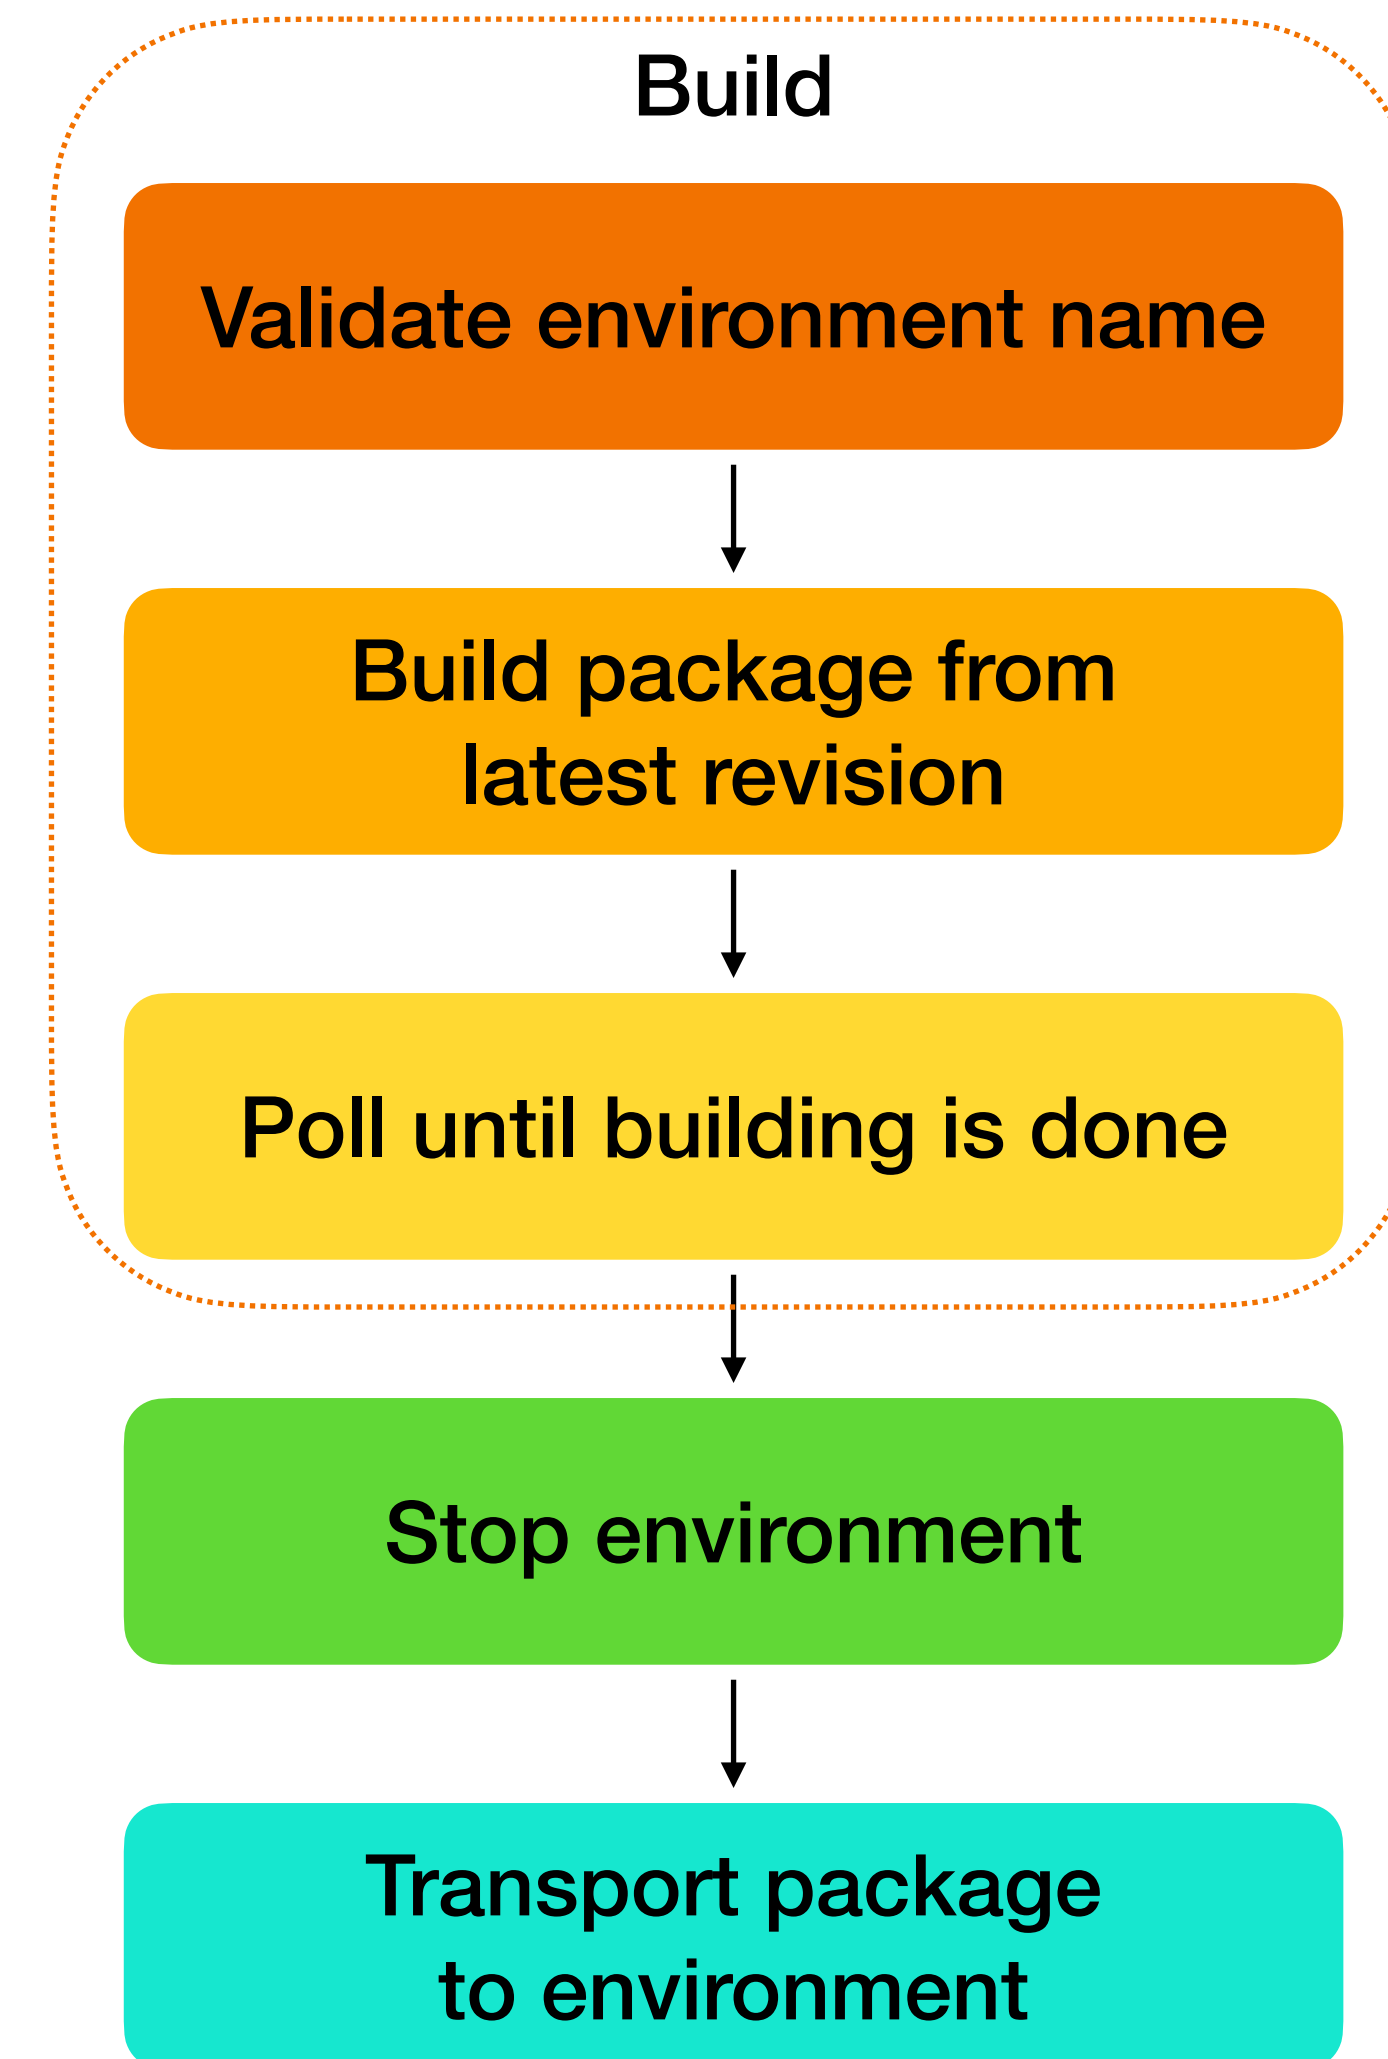 Build
Validate environment name
Build package from
latest revision
Poll until building is done
Stop environment
Transport package
to environment